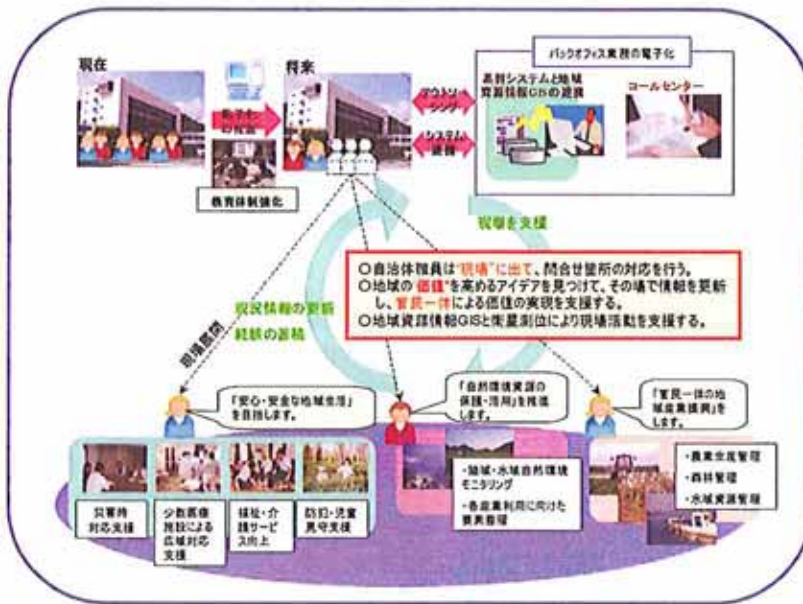 バックオフィス業務の電子化
現在
将来
基幹システムと地域
資源情報GISの連携
コールセンター
アウトソー
シング
システム
連携
教育体制強化
現場を支援
○自治体職員は"現場"に出て、問合せ箇所の対応を行う。
○地域の"価値"を高めるアイデアを見つけて、その場で情報を更新
し、官民一体による価値の実現を支援する。
○地域資源情報GISと衛星測位により現場活動を支援する。
現況情報の更新
経験の蓄積
現場展開
「安心・安全な地域生活」
を目指します。
「自然環境資源の
保護・活用」を推進
します。
「官民一体の地
域産業振興」を
します。
災害時
対応支援
少数医療
施設による
広域対応
支援
福祉・介
護サービ
ス向上
防犯・児童
見守支援
・陸域・水域自然環境
モニタリング
・各産業利用に向けた
要素整理
・農業生産管理
・森林管理
・水域資源管理